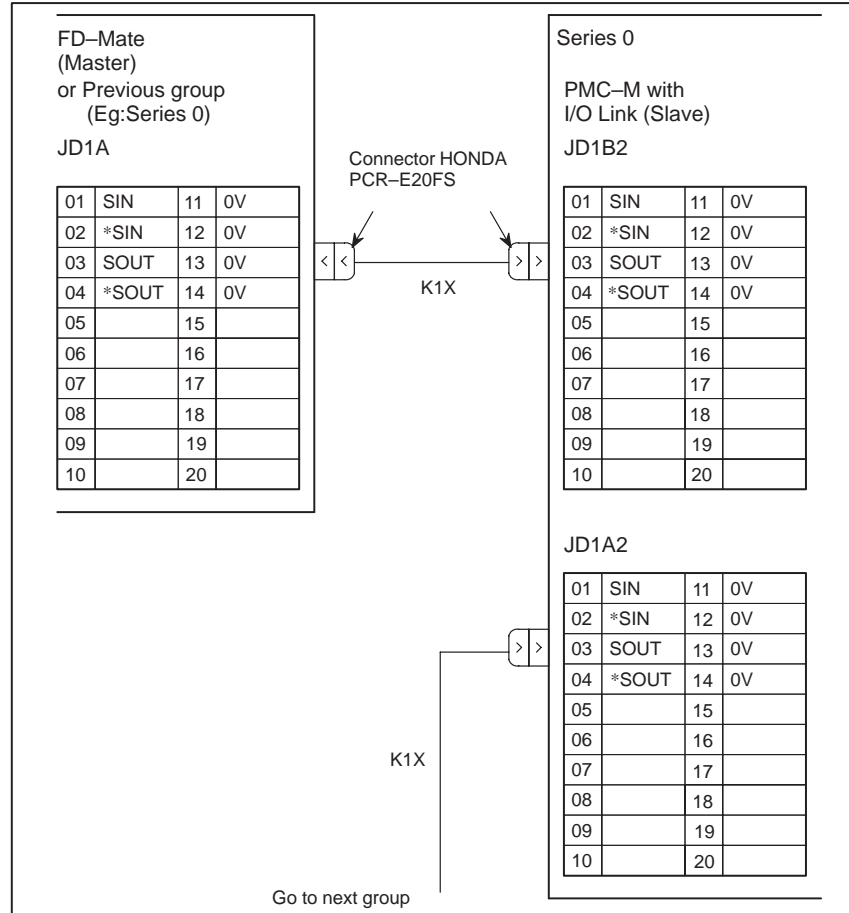 FD–Mate
(Master)
or Previous group
(Eg:Series 0)
JD1A
01 SIN 11 0V
02 *SIN 12 0V
03 SOUT 13 0V
04 *SOUT 14 0V
05 15
06 16
07 17
08 18
09 19
10 20
Connector HONDA
PCR–E20FS
< <
> >
K1X
Series 0
PMC–M with
I/O Link (Slave)
JD1B2
01 SIN 11 0V
02 *SIN 12 0V
03 SOUT 13 0V
04 *SOUT 14 0V
05 15
06 16
07 17
08 18
09 19
10 20
JD1A2
01 SIN 11 0V
02 *SIN 12 0V
03 SOUT 13 0V
04 *SOUT 14 0V
05 15
06 16
07 17
08 18
09 19
10 20
> >
K1X
Go to next group